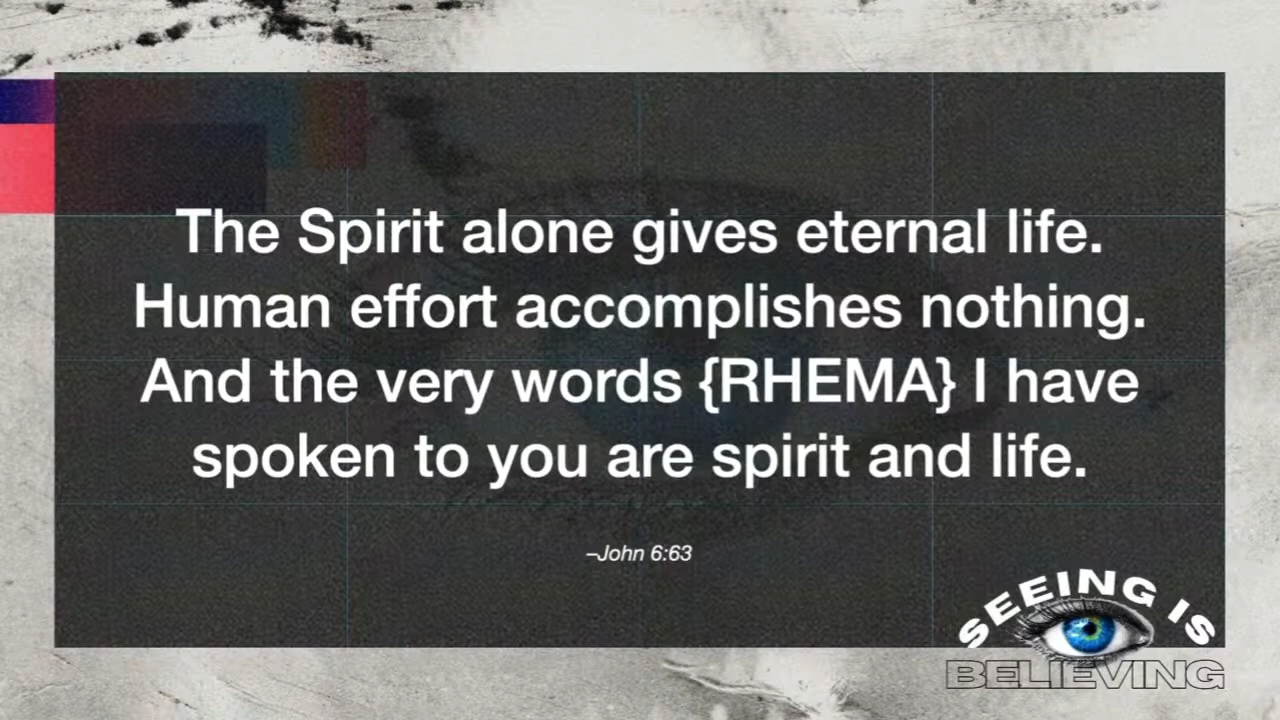 The Spirit alone gives eternal life.
Human effort accomplishes nothing.
And the very words {RHEMA} I have
spoken to you are spirit and life.
–John 6:63
SEEING IS
BELIEVING